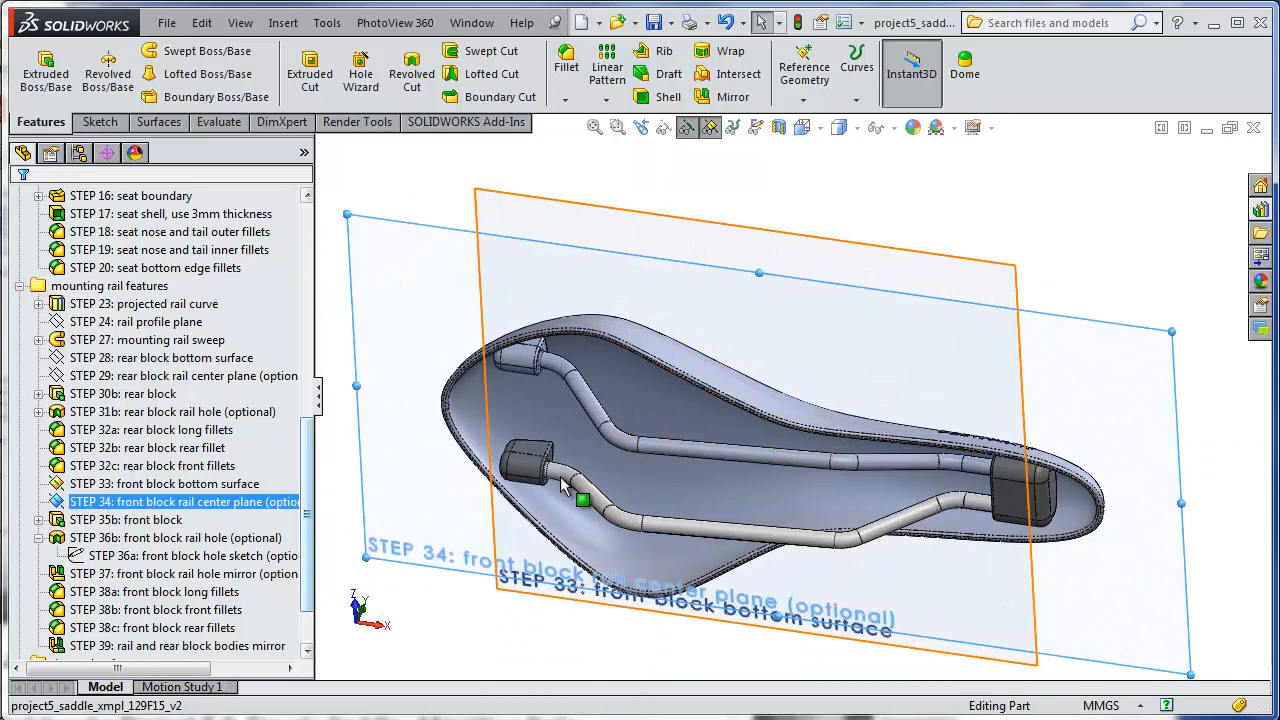 SOLIDWORKS File Edit View Insert Tools PhotoView 360 Window Help project5_saddle_... Search files and models
Extruded Boss/Base
Revolved Boss/Base
Swept Boss/Base
Lofted Boss/Base
Boundary Boss/Base
Extruded Cut
Hole Wizard
Revolved Cut
Swept Cut
Lofted Cut
Boundary Cut
Fillet
Linear Pattern
Rib
Draft
Shell
Wrap
Intersect
Mirror
Reference Geometry
Curves
Instant3D
Dome
Features Sketch Surfaces Evaluate DimXpert Render Tools SOLIDWORKS Add-Ins
STEP 16: seat boundary
STEP 17: seat shell, use 3mm thickness
STEP 18: seat nose and tail outer fillets
STEP 19: seat nose and tail inner fillets
STEP 20: seat bottom edge fillets
mounting rail features
STEP 23: projected rail curve
STEP 24: rail profile plane
STEP 27: mounting rail sweep
STEP 28: rear block bottom surface
STEP 29: rear block rail center plane (option
STEP 30b: rear block
STEP 31b: rear block rail hole (optional)
STEP 32a: rear block long fillets
STEP 32b: rear block rear fillet
STEP 32c: rear block front fillets
STEP 33: front block bottom surface
STEP 34: front block rail center plane (optio
STEP 35b: front block
STEP 36b: front block rail hole (optional)
STEP 36a: front block hole sketch (optio
STEP 37: front block rail hole mirror (option
STEP 38a: front block long fillets
STEP 38b: front block front fillets
STEP 38c: front block rear fillets
STEP 39: rail and rear block bodies mirror
STEP 34: front block rail center plane (optional)
STEP 33: front block bottom surface
Z Y X
Model Motion Study 1
project5_saddle_xmpl_129F15_v2 Editing Part MMGS